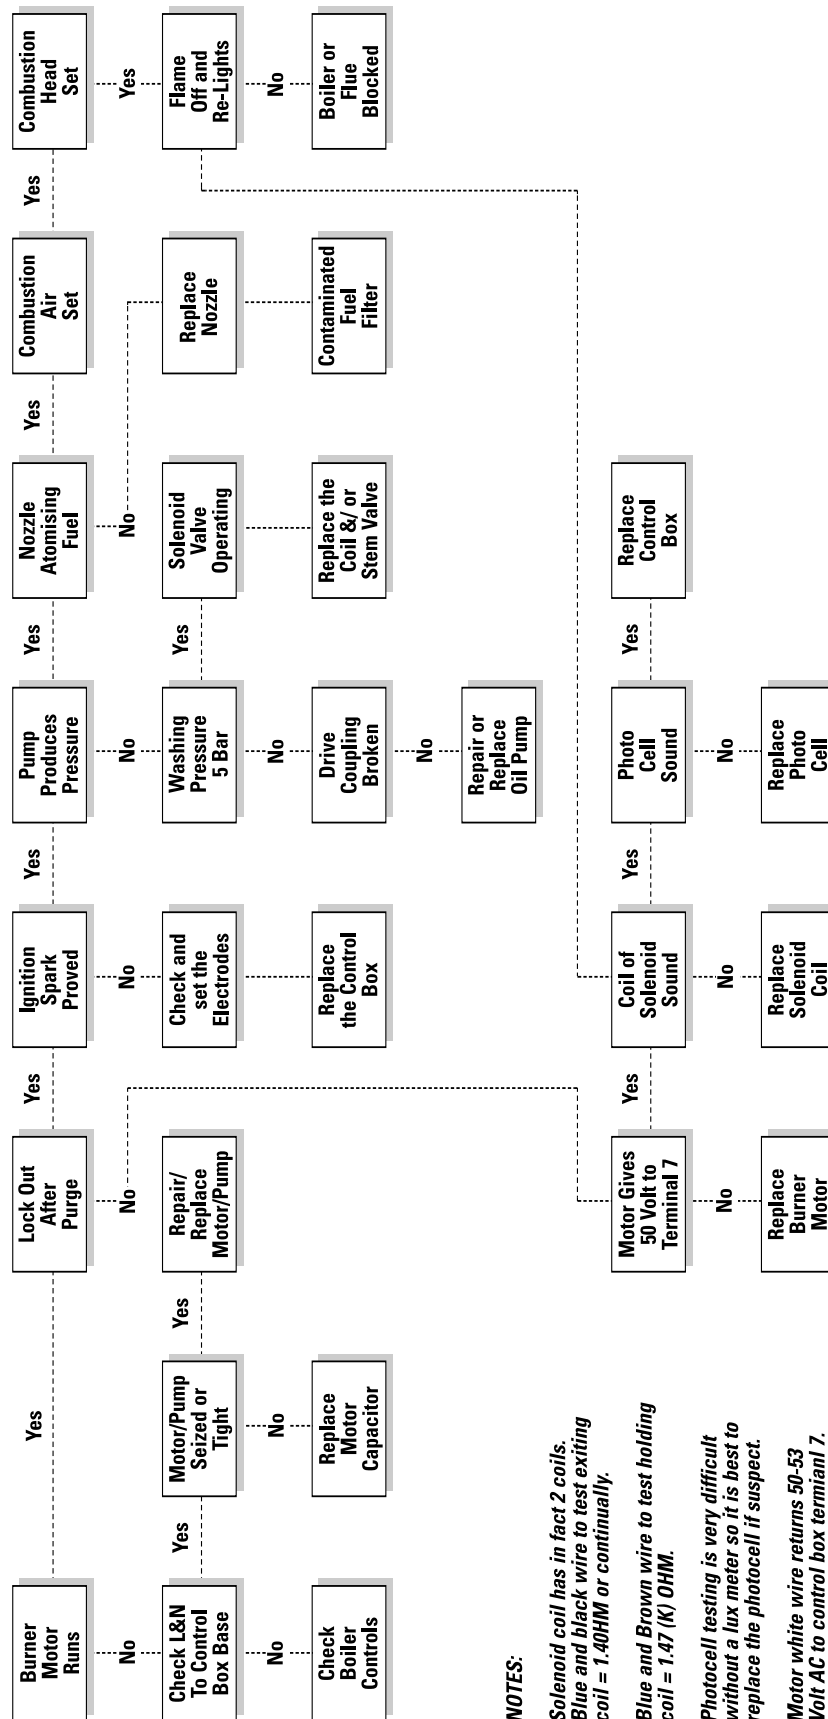 Burner
Motor
Runs
Yes
Lock Out
After
Purge
Yes
Ignition
Spark
Proved
Yes
Pump
Produces
Pressure
Yes
Nozzle
Atomising
Fuel
Yes
Combustion
Air
Set
Yes
Combustion
Head
Set
No
No
No
No
No
Yes
Check L&N
To Control
Box Base
Yes
Motor/Pump
Seized or
Tight
Yes
Repair/
Replace
Motor/Pump
Check and
set the
Electrodes
Washing
Pressure
5 Bar
Yes
Solenoid
Valve
Operating
Replace
Nozzle
Flame
Off and
Re-Lights
No
No
No
No
Check
Boiler
Controls
Replace
Motor
Capacitor
Replace
the Control
Box
Drive
Coupling
Broken
Replace the
Coil &/ or
Stem Valve
Contaminated
Fuel
Filter
Boiler or
Flue
Blocked
No
Repair or
Replace
Oil Pump
Motor Gives
50 Volt to
Terminal 7
Yes
Coil of
Solenoid
Sound
Yes
Photo
Cell
Sound
Yes
Replace
Control
Box
No
No
No
Replace
Burner
Motor
Replace
Solenoid
Coil
Replace
Photo
Cell
NOTES:
Solenoid coil has in fact 2 coils.
Blue and black wire to test exiting
coil = 1.40HM or continually.
Blue and Brown wire to test holding
coil = 1.47 (K) OHM.
Photocell testing is very difficult
without a lux meter so it is best to
replace the photocell if suspect.
Motor white wire returns 50-53
Volt AC to control box termianl 7.